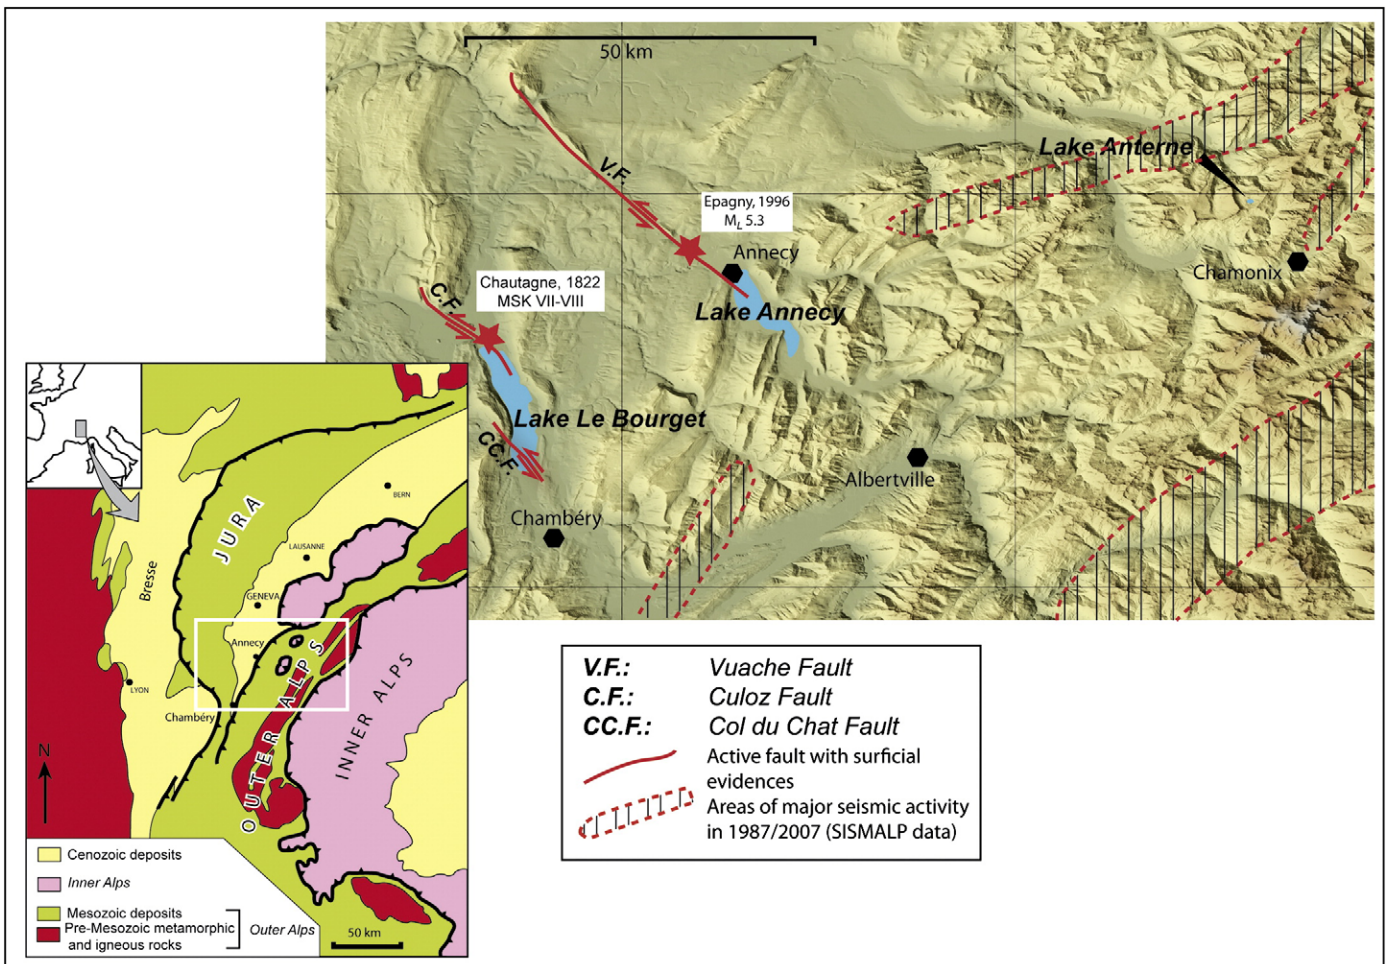 50 km
Lake Anterne
V.F.
Epagny, 1996
M_L 5.3
Annecy
Chamonix
Chautagne, 1822
MSK VII-VIII
C.F.
Lake Annecy
Lake Le Bourget
CC.F.
Albertville
Chambéry
JURA
BERN
LAUSANNE
Bresse
GENEVA
Annecy
LYON
Chambéry
OUTER ALPS
INNER ALPS
N
Cenozoic deposits
Inner Alps
Mesozoic deposits
Pre-Mesozoic metamorphic
and igneous rocks
Outer Alps
50 km
V.F.: Vuache Fault
C.F.: Culoz Fault
CC.F.: Col du Chat Fault
Active fault with surficial
evidences
Areas of major seismic activity
in 1987/2007 (SISMALP data)